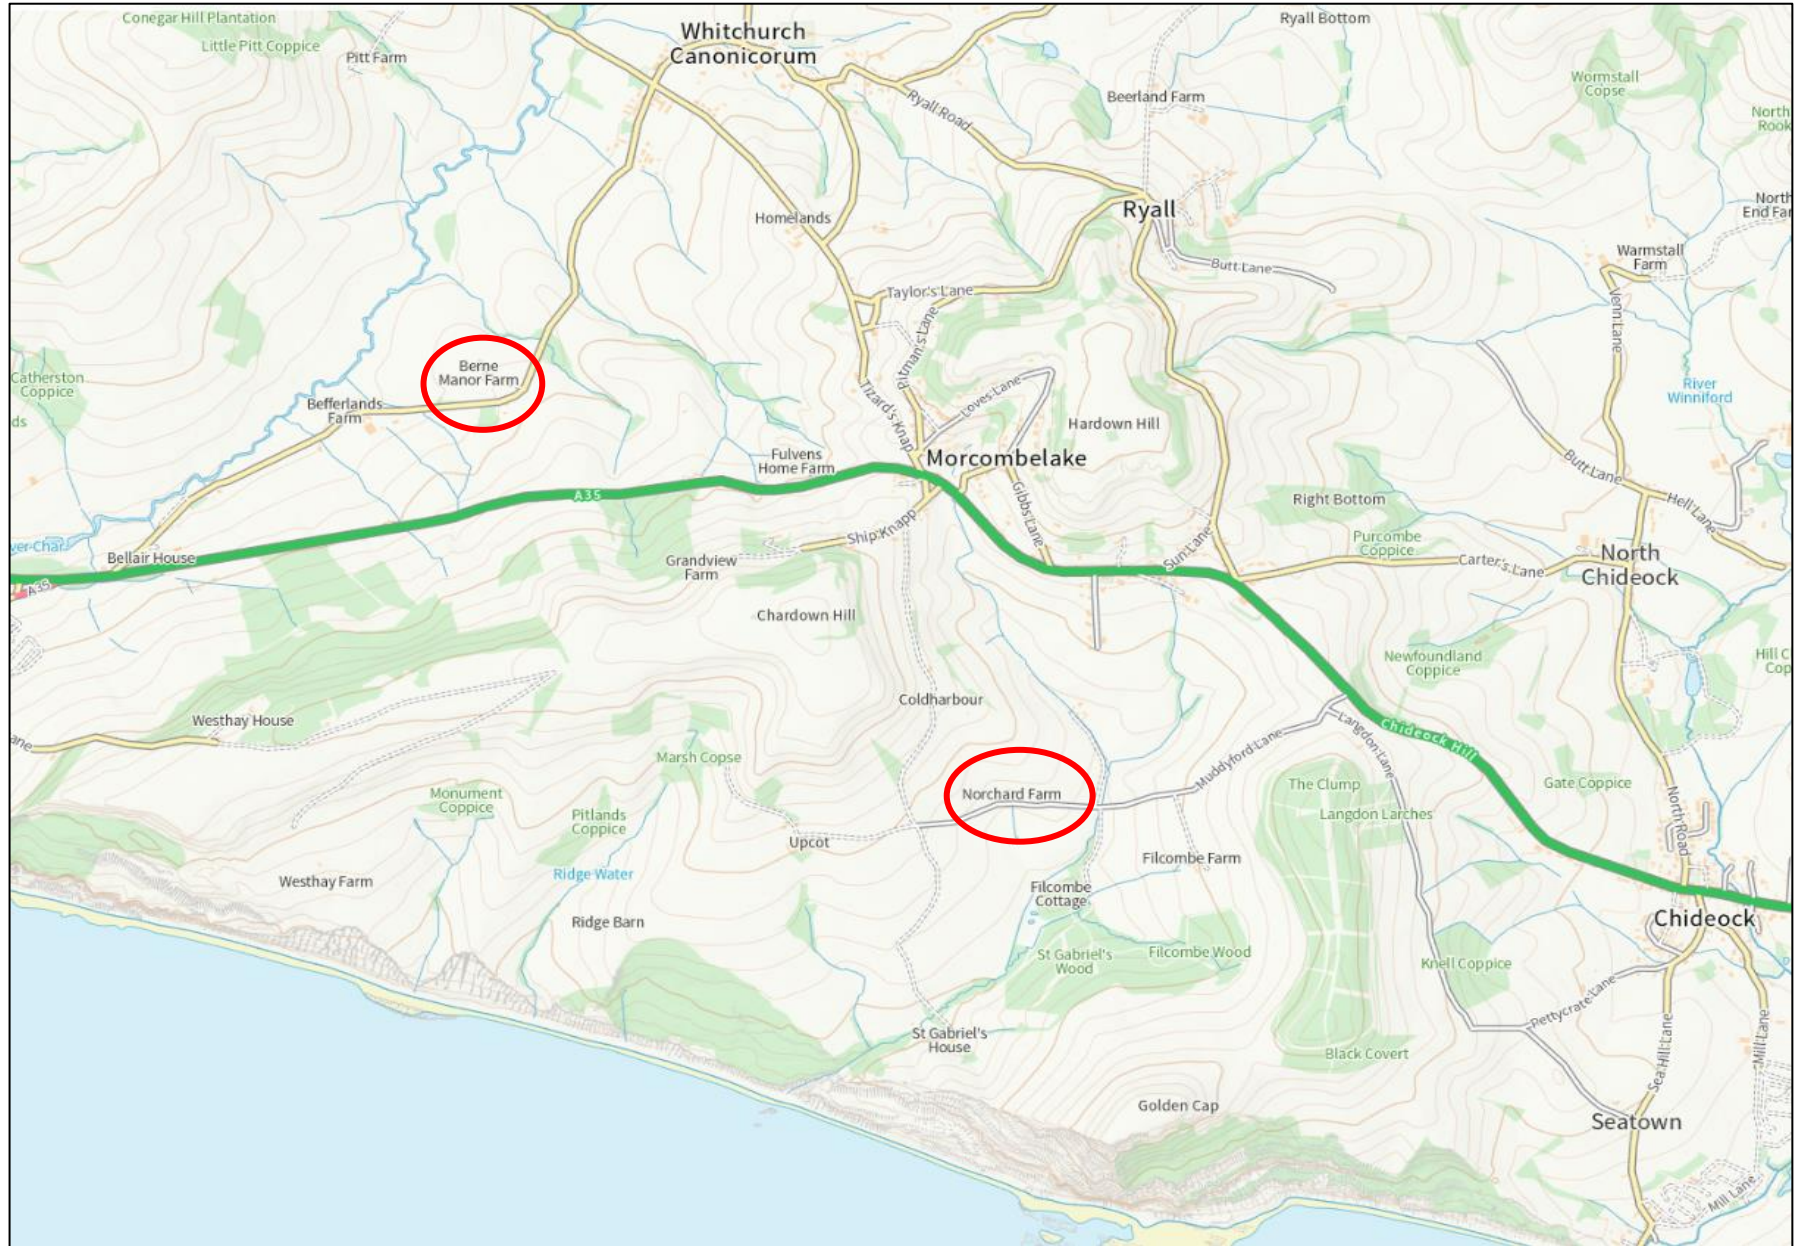 Conegar Hill Plantation
Little Pitt Coppice
Pitt Farm
Whitchurch
Canonicorum
Ryall Bottom
Wormstall
Copse
Beerland Farm
North
Rook
Ryall Road
Ryall
North
End Far
Homelands
Warmstall
Farm
Butt Lane
Taylor's Lane
Venn Lane
Pitman's Lane
Berne
Manor Farm
Catherston
Coppice
Loves Lane
River
Winniford
Befferlands
Farm
Tizard's Knap
ds
Hardown Hill
Fulvens
Home Farm
Morcombelake
Butt Lane
A35
Gibbs Lane
Right Bottom
Hell Lane
Ship Knapp
Purcombe
Coppice
ver Char
Bellair House
Grandview
Farm
Sun Lane
Carter's Lane
North
Chideock
A35
Chardown Hill
Newfoundland
Coppice
Hill C
Cop
Coldharbour
Westhay House
ane
Langdon Lane
Chideock Hill
Marsh Copse
Muddyford Lane
Norchard Farm
The Clump
Gate Coppice
Monument
Coppice
Pitlands
Coppice
Langdon Larches
North Road
Upcot
Filcombe Farm
Westhay Farm
Ridge Water
Filcombe
Cottage
Ridge Barn
Chideock
St Gabriel's
Wood
Filcombe Wood
Knell Coppice
Pettycrate Lane
St Gabriel's
House
Black Covert
Sea Hill Lane
Mill Lane
Golden Cap
Seatown
Mill Lane